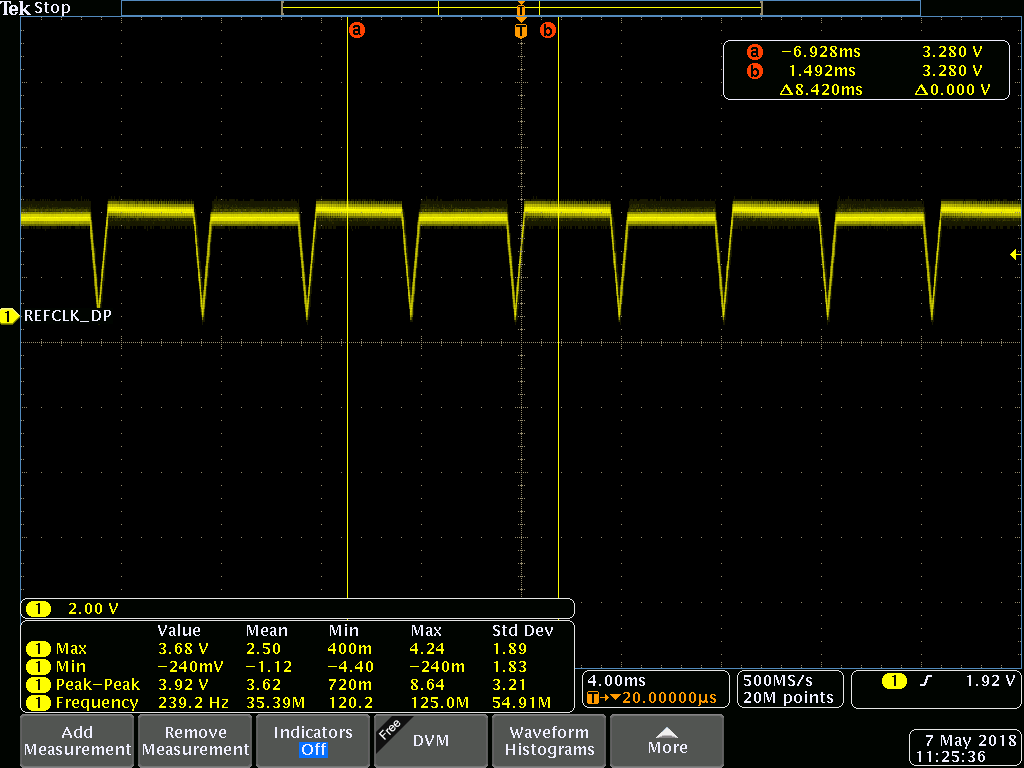 Tek Stop
T
a
T
b
a −6.928ms 3.280 V
b 1.492ms 3.280 V
Δ8.420ms Δ0.000 V
1 REFCLK_DP
1 2.00 V
Value Mean Min Max Std Dev
1 Max 3.68 V 2.50 400m 4.24 1.89
1 Min −240mV −1.12 −4.40 −240m 1.83
1 Peak−Peak 3.92 V 3.62 720m 8.64 3.21
1 Frequency 239.2 Hz 35.39M 120.2 125.0M 54.91M
4.00ms
T→▼20.00000µs
500MS/s
20M points
1 1.92 V
Add Measurement
Remove Measurement
Indicators
Off
Free
DVM
Waveform Histograms
More
7 May 2018
11:25:36